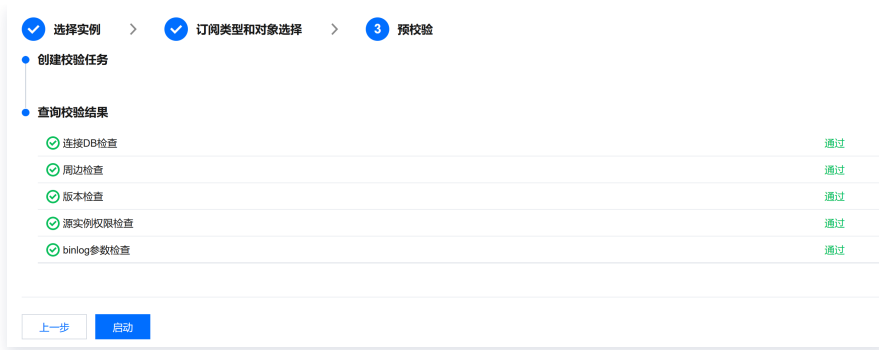 选择实例 > 订阅类型和对象选择 > 3 预校验
创建校验任务
查询校验结果
连接DB检查 通过
周边检查 通过
版本检查 通过
源实例权限检查 通过
binlog参数检查 通过
上一步 启动